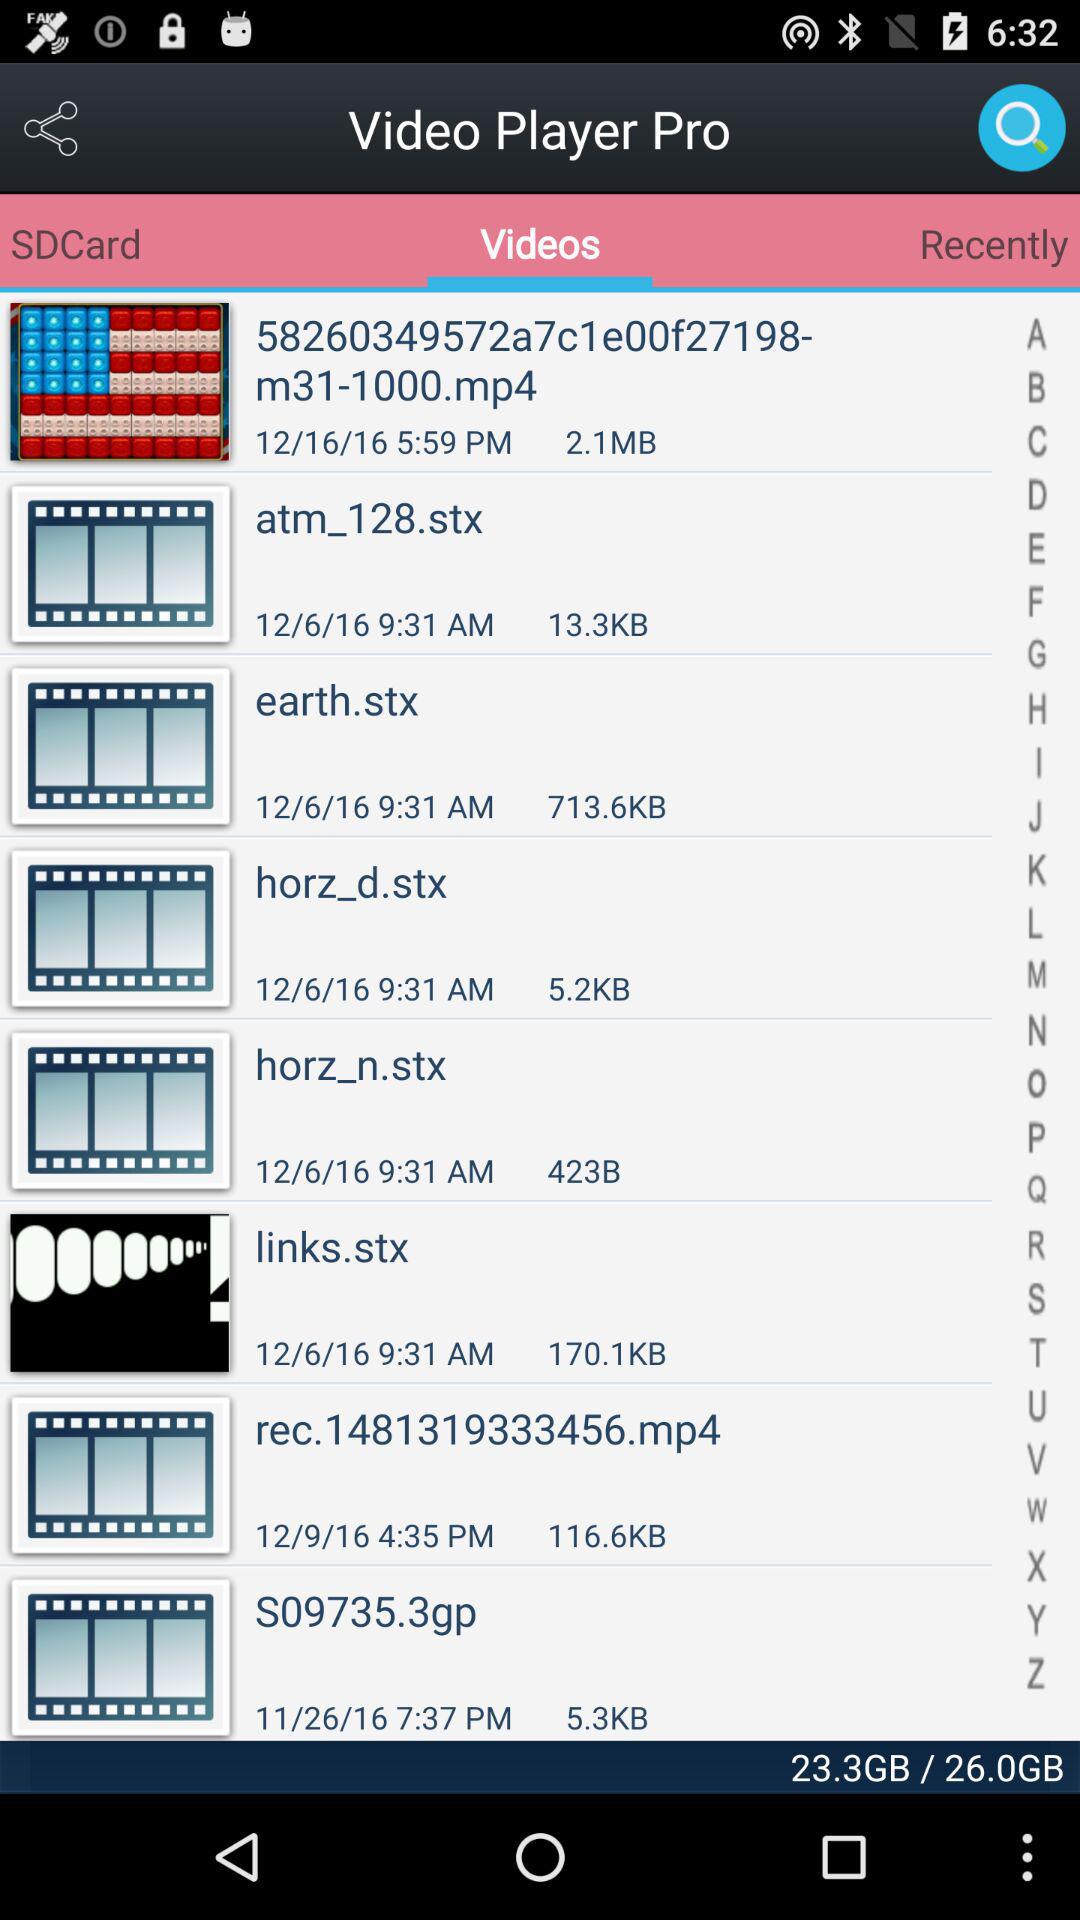 FAKE
6:32
Video Player Pro
SDCard Videos Recently
58260349572a7c1e00f27198-
m31-1000.mp4
12/16/16 5:59 PM 2.1MB
atm_128.stx
12/6/16 9:31 AM 13.3KB
earth.stx
12/6/16 9:31 AM 713.6KB
horz_d.stx
12/6/16 9:31 AM 5.2KB
horz_n.stx
12/6/16 9:31 AM 423B
links.stx
12/6/16 9:31 AM 170.1KB
rec.1481319333456.mp4
12/9/16 4:35 PM 116.6KB
S09735.3gp
11/26/16 7:37 PM 5.3KB
A
B
C
D
E
F
G
H
I
J
K
L
M
N
O
P
Q
R
S
T
U
V
W
X
Y
Z
23.3GB / 26.0GB